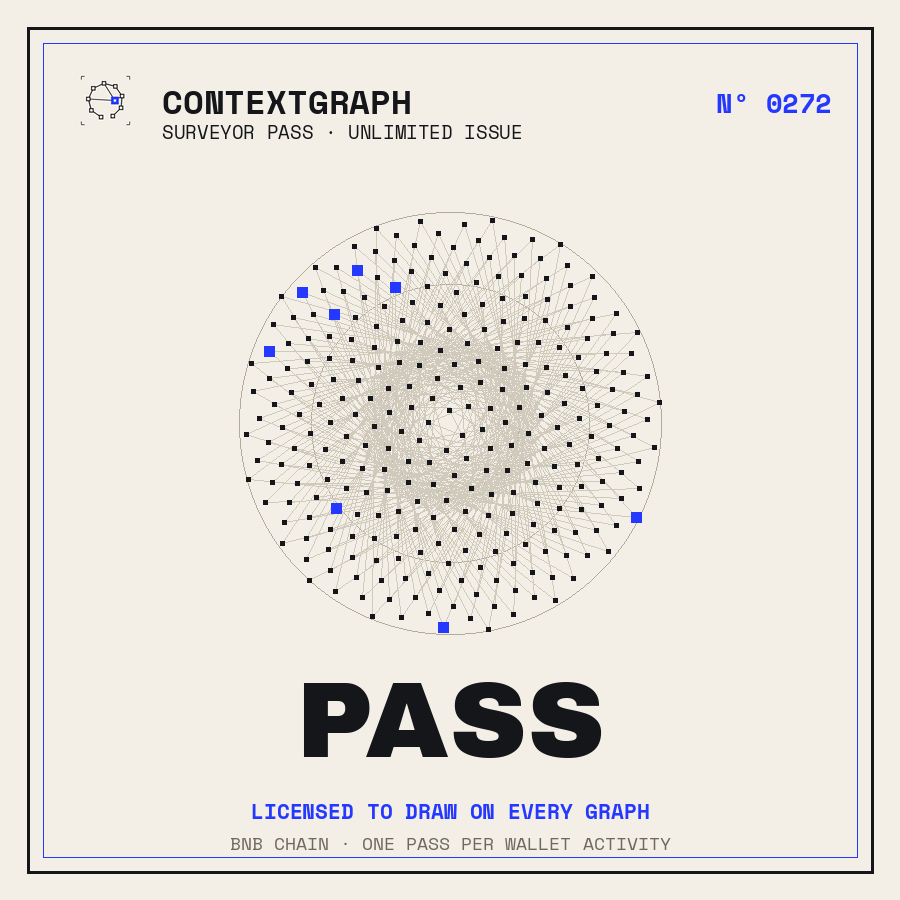 CONTEXTGRAPH
N° 0272
SURVEYOR PASS · UNLIMITED ISSUE
PASS
LICENSED TO DRAW ON EVERY GRAPH
BNB CHAIN · ONE PASS PER WALLET ACTIVITY